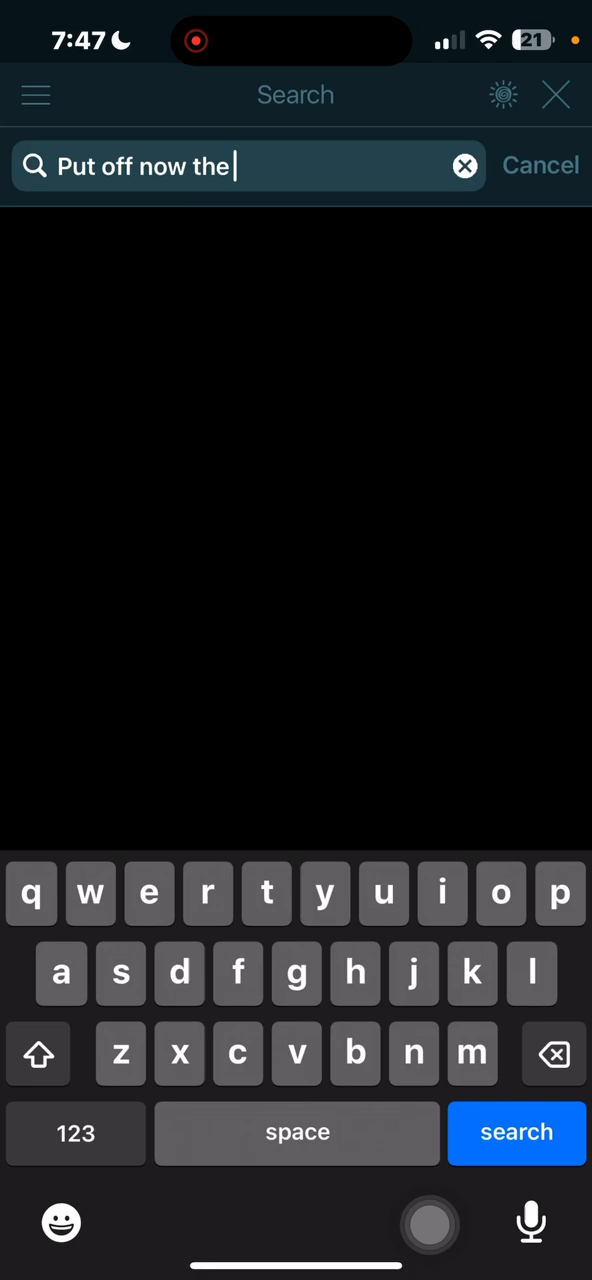 7:47
21
Search
Put off now the
Cancel
q w e r t y u i o p
a s d f g h j k l
z x c v b n m
123 space search